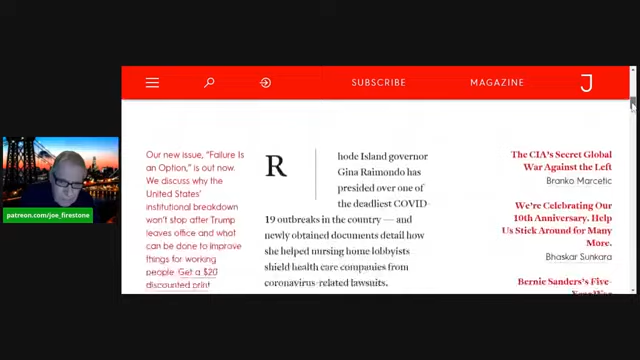 SUBSCRIBE
MAGAZINE
J
Our new issue, "Failure Is
an Option," is out now.
We discuss why the
United States'
institutional breakdown
won't stop after Trump
leaves office and what
can be done to improve
things for working
people. Get a $20
discounted print
Rhode Island governor
Gina Raimondo has
presided over one of
the deadliest COVID-
19 outbreaks in the country — and
newly obtained documents detail how
she helped nursing home lobbyists
shield health care companies from
coronavirus-related lawsuits.
The CIA's Secret Global
War Against the Left
Branko Marcetic
We're Celebrating Our
10th Anniversary. Help
Us Stick Around for Many
More.
Bhaskar Sunkara
Bernie Sanders's Five-
Year War
patreon.com/joe_firestone